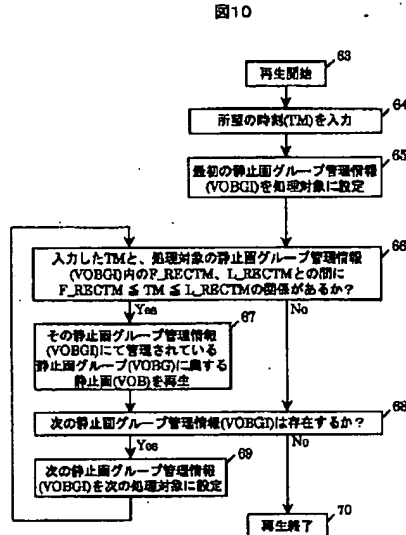 図10
63
再生開始
64
所望の時刻(TM)を入力
65
最初の静止画グループ管理情報
(VOBGI)を処理対象に設定
66
入力したTMと、処理対象の静止画グループ管理情報
(VOBGI)内のF_RECTM、L_RECTMとの間に
F_RECTM ≦ TM ≦ L_RECTMの関係があるか?
Yes
No
67
その静止画グループ管理情報
(VOBGI)にて管理されている
静止画グループ(VOBG)に属する
静止画(VOB)を再生
68
次の静止画グループ管理情報(VOBGI)は存在するか?
Yes
No
69
次の静止画グループ管理情報
(VOBGI)を次の処理対象に設定
70
再生終了